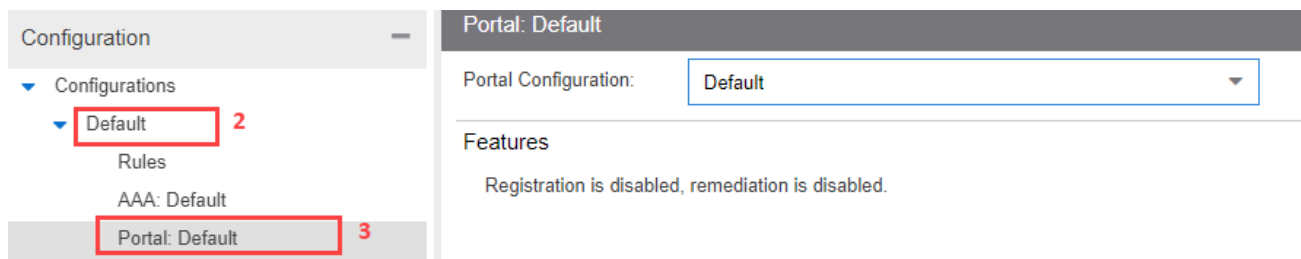 Configuration
Configurations
Default
2
Rules
AAA: Default
Portal: Default
3
Portal: Default
Portal Configuration:
Default
Features
Registration is disabled, remediation is disabled.